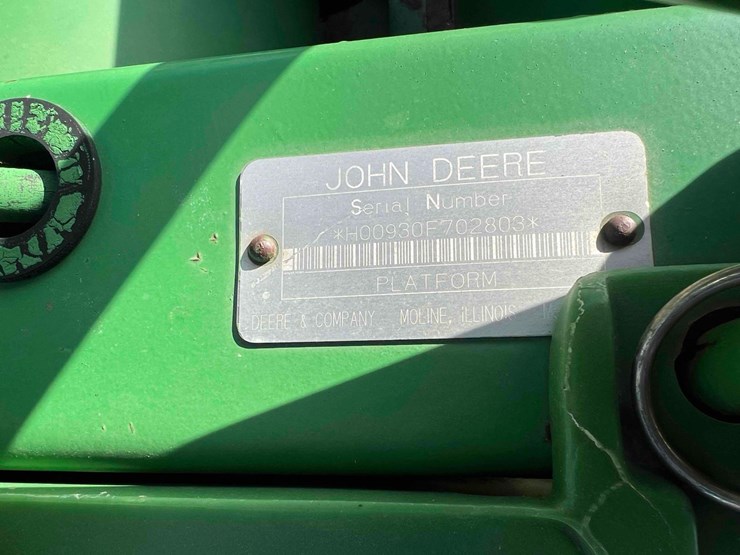 JOHN DEERE
Serial Number
*H00930F702803*
PLATFORM
DEERE & COMPANY MOLINE, ILLINOIS